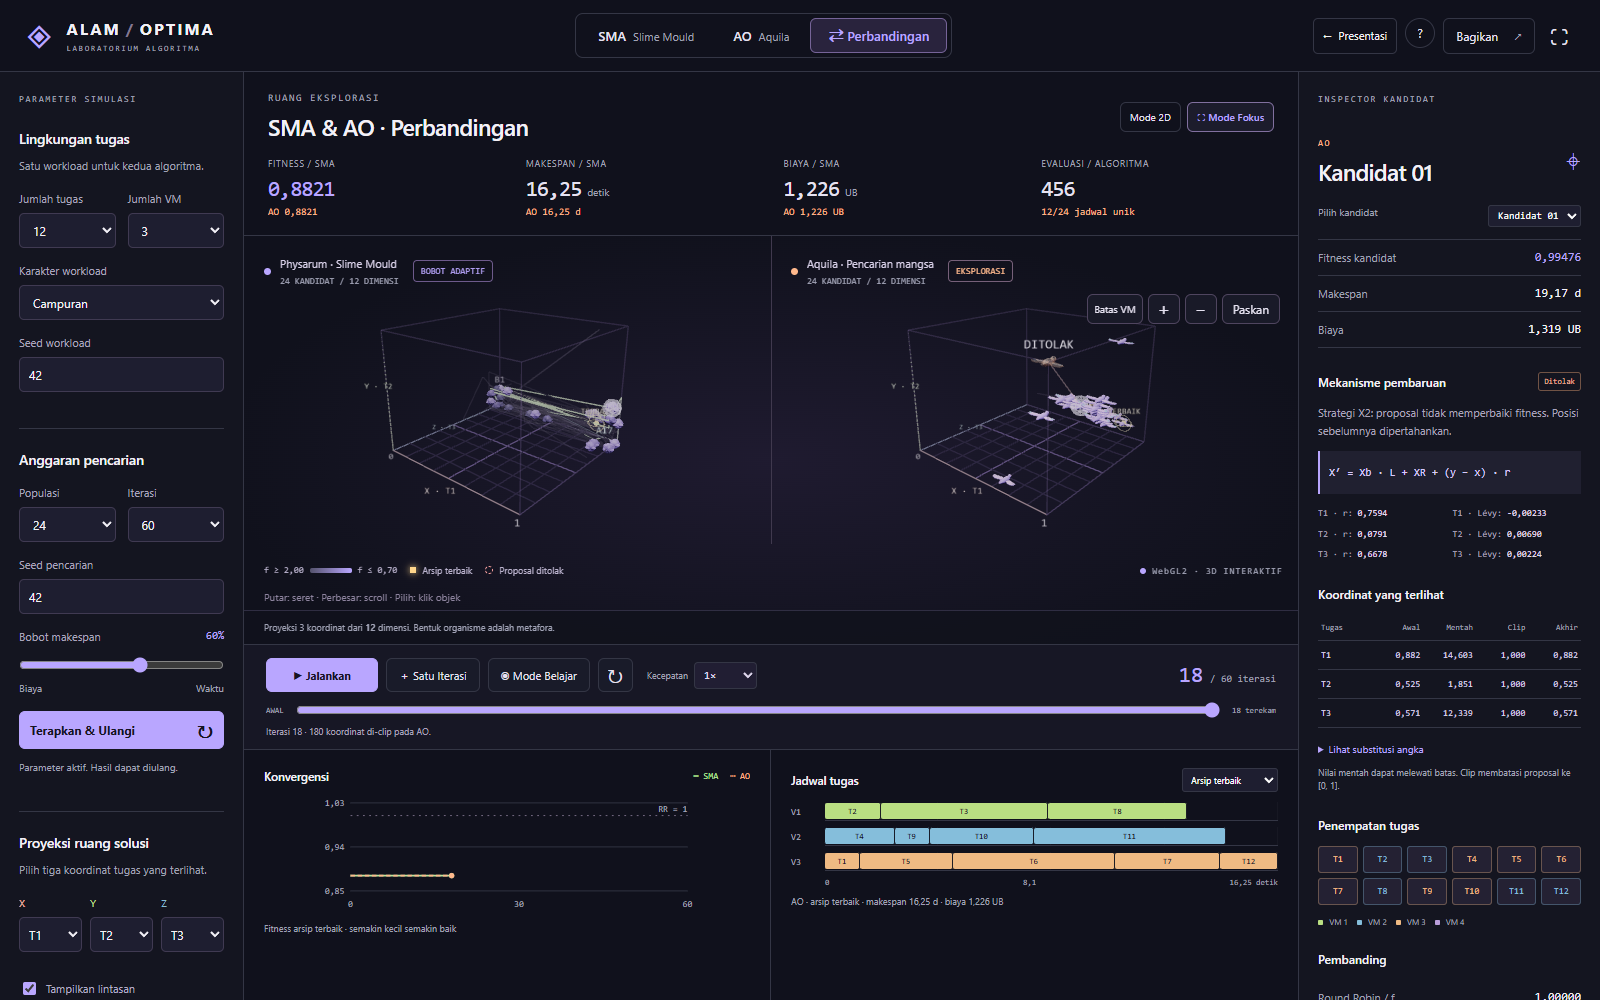 ALAM / OPTIMA
LABORATORIUM ALGORITMA
SMA Slime Mould
AO Aquila
⇄ Perbandingan
← Presentasi
?
Bagikan ↗
PARAMETER SIMULASI
Lingkungan tugas
Satu workload untuk kedua algoritma.
Jumlah tugas
Jumlah VM
12
3
Karakter workload
Campuran
Seed workload
42
Anggaran pencarian
Populasi
Iterasi
24
60
Seed pencarian
42
Bobot makespan
60%
Biaya
Waktu
Terapkan & Ulangi ↻
Parameter aktif. Hasil dapat diulang.
Proyeksi ruang solusi
Pilih tiga koordinat tugas yang terlihat.
X
Y
Z
T1
T2
T3
Tampilkan lintasan
RUANG EKSPLORASI
SMA & AO · Perbandingan
Mode 2D
Mode Fokus
FITNESS / SMA
0,8821
AO 0,8821
MAKESPAN / SMA
16,25 detik
AO 16,25 d
BIAYA / SMA
1,226 UB
AO 1,226 UB
EVALUASI / ALGORITMA
456
12/24 jadwal unik
Physarum · Slime Mould
24 KANDIDAT / 12 DIMENSI
BOBOT ADAPTIF
B1
Y · T2
0
X · T1
1
Aquila · Pencarian mangsa
24 KANDIDAT / 12 DIMENSI
EKSPLORASI
Batas VM
+
−
Paskan
DITOLAK
Y · T2
0
X · T1
1
f ≥ 2,00
f ≤ 0,70
Arsip terbaik
Proposal ditolak
WebGL2 · 3D INTERAKTIF
Putar: seret · Perbesar: scroll · Pilih: klik objek
Proyeksi 3 koordinat dari 12 dimensi. Bentuk organisme adalah metafora.
▶ Jalankan
+ Satu Iterasi
◉ Mode Belajar
↻
Kecepatan
1×
18 / 60 iterasi
AWAL
18 terekam
Iterasi 18 · 180 koordinat di-clip pada AO.
Konvergensi
SMA
AO
1,03
RR = 1
0,94
0,85
0
30
60
Fitness arsip terbaik · semakin kecil semakin baik
Jadwal tugas
Arsip terbaik
V1
T2
T3
T8
V2
T4
T9
T10
T11
V3
T1
T5
T6
T7
T12
0
8,1
16,25 detik
AO · arsip terbaik · makespan 16,25 d · biaya 1,226 UB
INSPECTOR KANDIDAT
AO
Kandidat 01
Pilih kandidat
Kandidat 01
Fitness kandidat
0,99476
Makespan
19,17 d
Biaya
1,319 UB
Mekanisme pembaruan
Ditolak
Strategi X2: proposal tidak memperbaiki fitness. Posisi
sebelumnya dipertahankan.
X′ = Xb · L + XR + (y − x) · r
T1 · r: 0,7594
T1 · Lévy: -0,00233
T2 · r: 0,0791
T2 · Lévy: 0,00690
T3 · r: 0,6678
T3 · Lévy: 0,00224
Koordinat yang terlihat
Tugas
Awal
Mentah
Clip
Akhir
T1
0,882
14,603
1,000
0,882
T2
0,525
1,851
1,000
0,525
T3
0,571
12,339
1,000
0,571
▶ Lihat substitusi angka
Nilai mentah dapat melewati batas. Clip membatasi proposal ke
[0, 1].
Penempatan tugas
T1
T2
T3
T4
T5
T6
T7
T8
T9
T10
T11
T12
VM 1
VM 2
VM 3
VM 4
Pembanding
Round Robin / f
1,00000